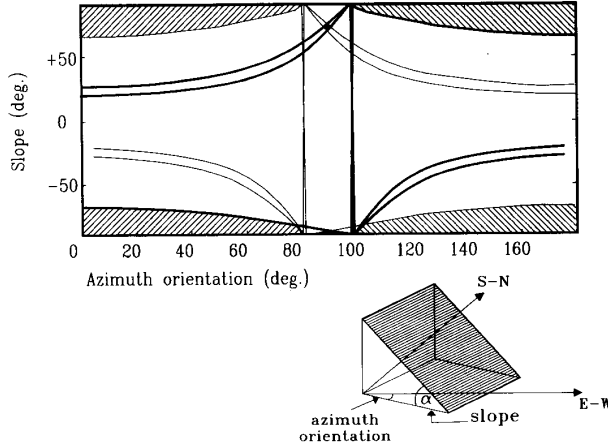 +50
0
-50
Slope (deg.)
0 20 40 60 80 100 120 140 160
Azimuth orientation (deg.)
S-N
E-W
α
azimuth
orientation
slope